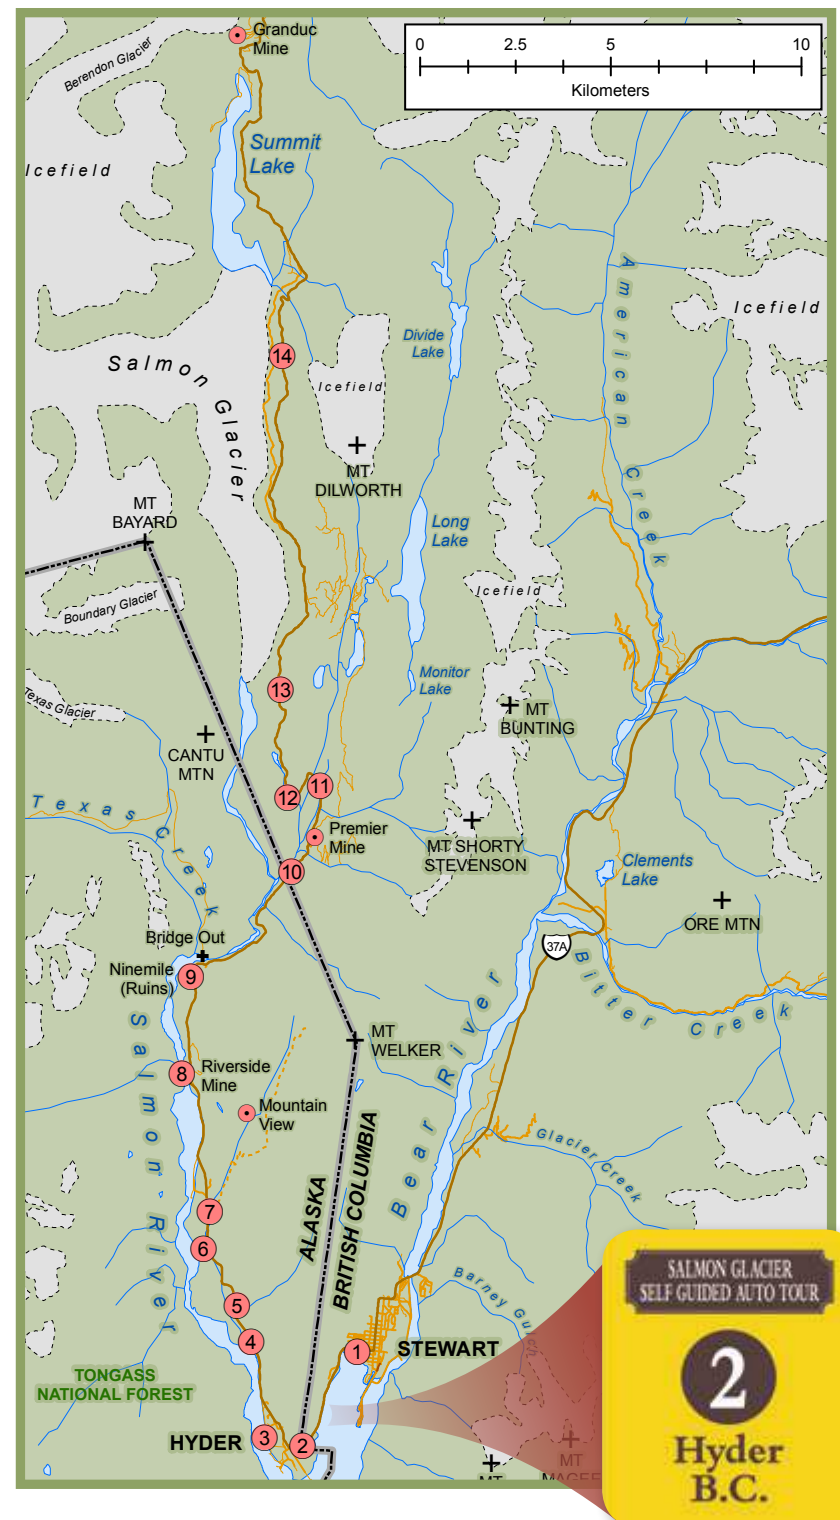 Granduc
Mine
0 2.5 5 10
Kilometers
Berendon Glacier
Summit
Lake
Icefield
American Creek
Icefield
Divide
Lake
Salmon Glacier
14
Icefield
MT
DILWORTH
MT
BAYARD
Long
Lake
Boundary Glacier
Icefield
Monitor
Lake
13
Texas Glacier
MT
BUNTING
CANTU
MTN
11
12
Texas Creek
Premier
Mine
MT SHORTY
STEVENSON
10
Clements
Lake
ORE MTN
Bridge Out
37A
Ninemile
(Ruins)
9
Bitter Creek
Salmon River
MT
WELKER
Bear River
8
Riverside
Mine
Mountain
View
Glacier Creek
ALASKA
BRITISH COLUMBIA
7
6
5
4
Barney Gulch
1
STEWART
TONGASS
NATIONAL FOREST
HYDER
3
2
MT
MT
MAGEE
SALMON GLACIER
SELF GUIDED AUTO TOUR
2
Hyder
B.C.